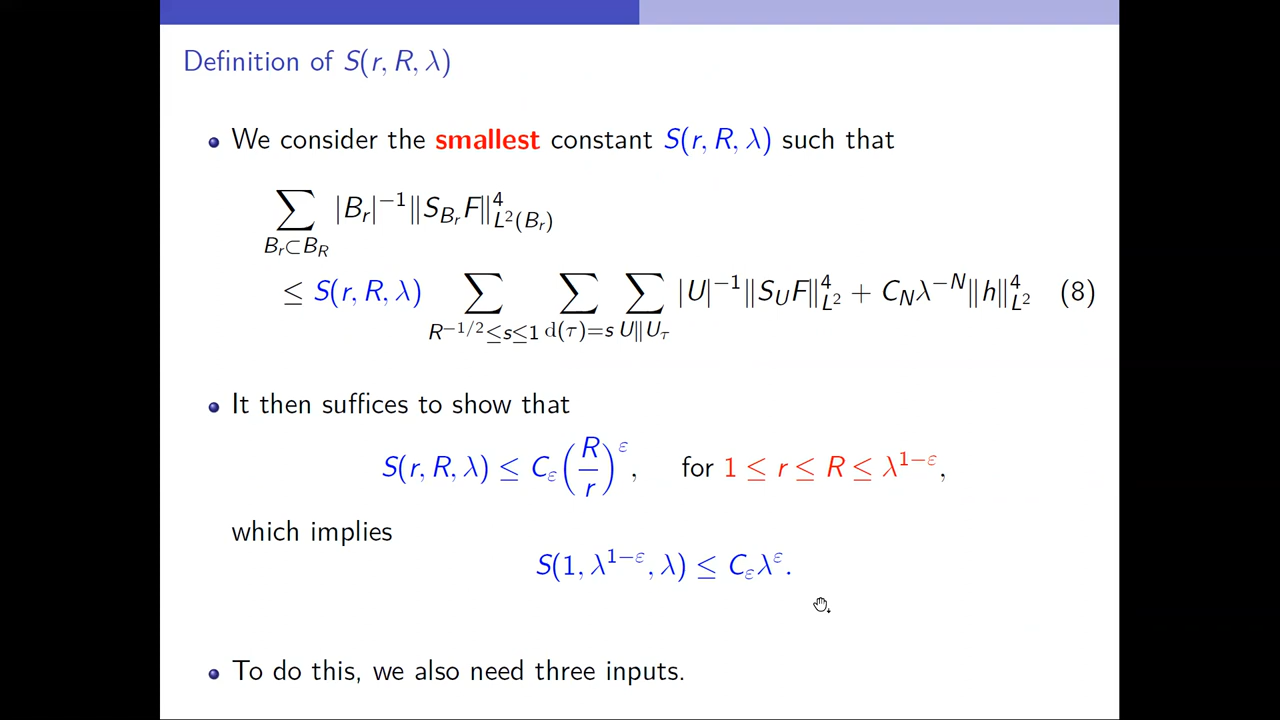 Definition of S(r, R, λ)
We consider the smallest constant S(r, R, λ) such that
∑_{B_r⊂B_R} |B_r|^{-1} ‖S_{B_r}F‖^4_{L^2(B_r)}
≤ S(r, R, λ) ∑_{R^{-1/2}≤s≤1} ∑_{d(τ)=s} ∑_{U∥U_τ} |U|^{-1} ‖S_U F‖^4_{L^2} + C_N λ^{-N} ‖h‖^4_{L^2} (8)
It then suffices to show that
S(r, R, λ) ≤ C_ε (R/r)^ε, for 1 ≤ r ≤ R ≤ λ^{1−ε},
which implies
S(1, λ^{1−ε}, λ) ≤ C_ε λ^ε.
To do this, we also need three inputs.